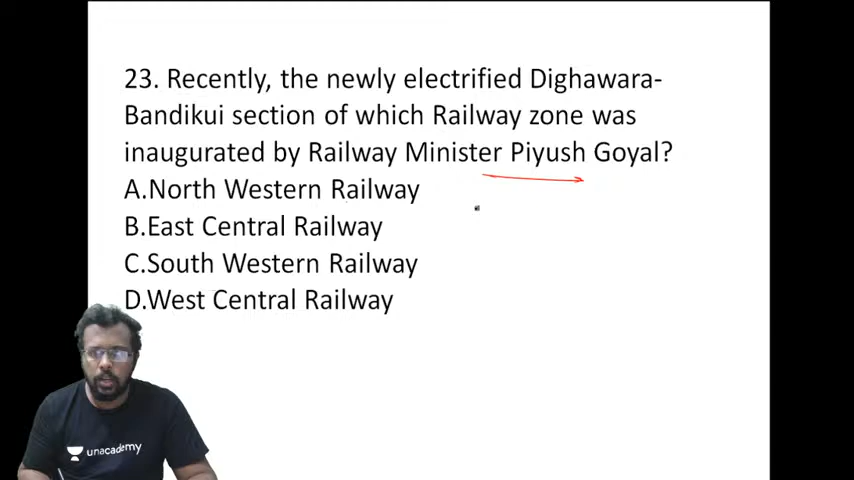 23. Recently, the newly electrified Dighawara-
Bandikui section of which Railway zone was
inaugurated by Railway Minister Piyush Goyal?
A.North Western Railway
B.East Central Railway
C.South Western Railway
D.West Central Railway
unacademy